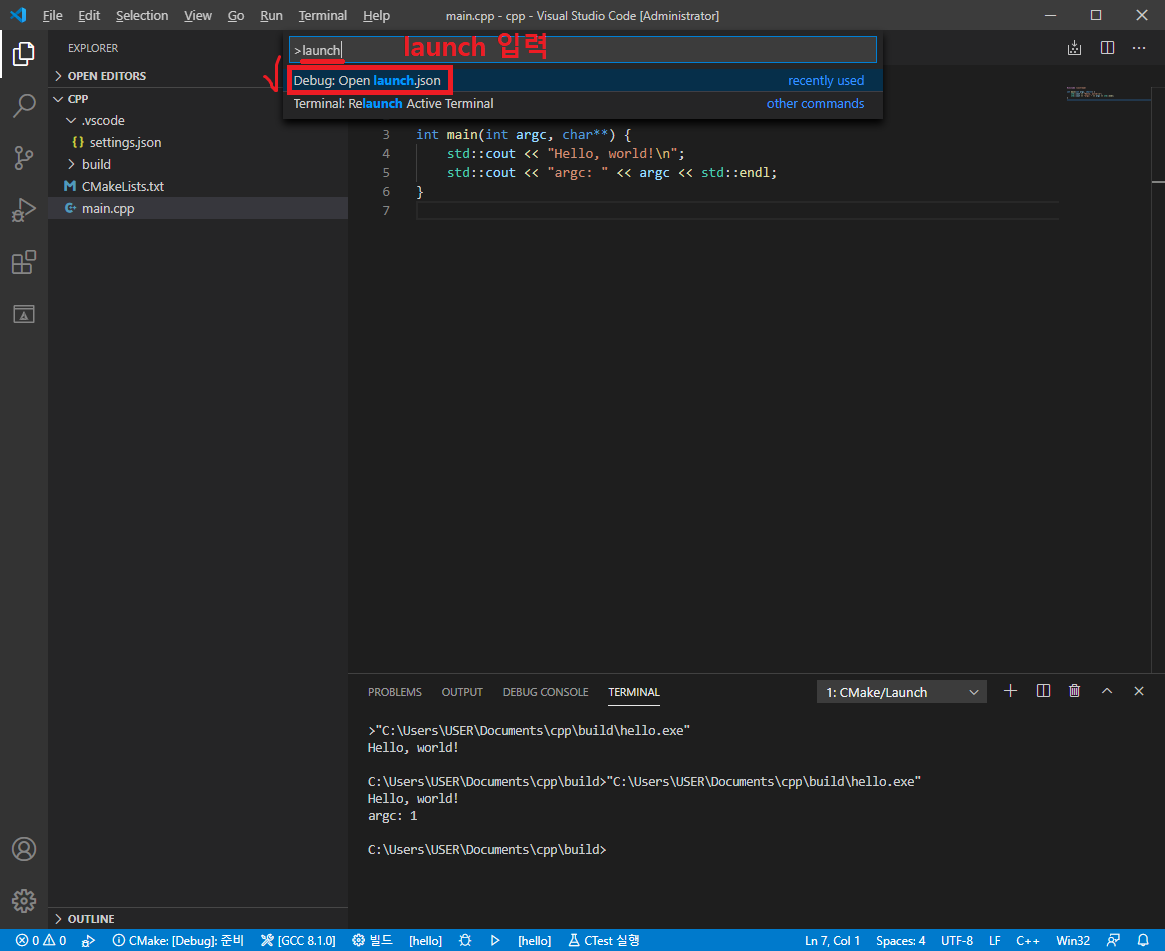 File Edit Selection View Go Run Terminal Help main.cpp - cpp - Visual Studio Code [Administrator]
EXPLORER
>launch
launch 입력
OPEN EDITORS
Debug: Open launch.json recently used
CPP
Terminal: Relaunch Active Terminal other commands
.vscode
{} settings.json
build
CMakeLists.txt
main.cpp
3 int main(int argc, char**) {
4 std::cout << "Hello, world!\n";
5 std::cout << "argc: " << argc << std::endl;
6 }
7
PROBLEMS OUTPUT DEBUG CONSOLE TERMINAL 1: CMake/Launch
>"C:\Users\USER\Documents\cpp\build\hello.exe"
Hello, world!
C:\Users\USER\Documents\cpp\build>"C:\Users\USER\Documents\cpp\build\hello.exe"
Hello, world!
argc: 1
C:\Users\USER\Documents\cpp\build>
OUTLINE
0 0 CMake: [Debug]: 준비 [GCC 8.1.0] 빌드 [hello] [hello] CTest 실행 Ln 7, Col 1 Spaces: 4 UTF-8 LF C++ Win32